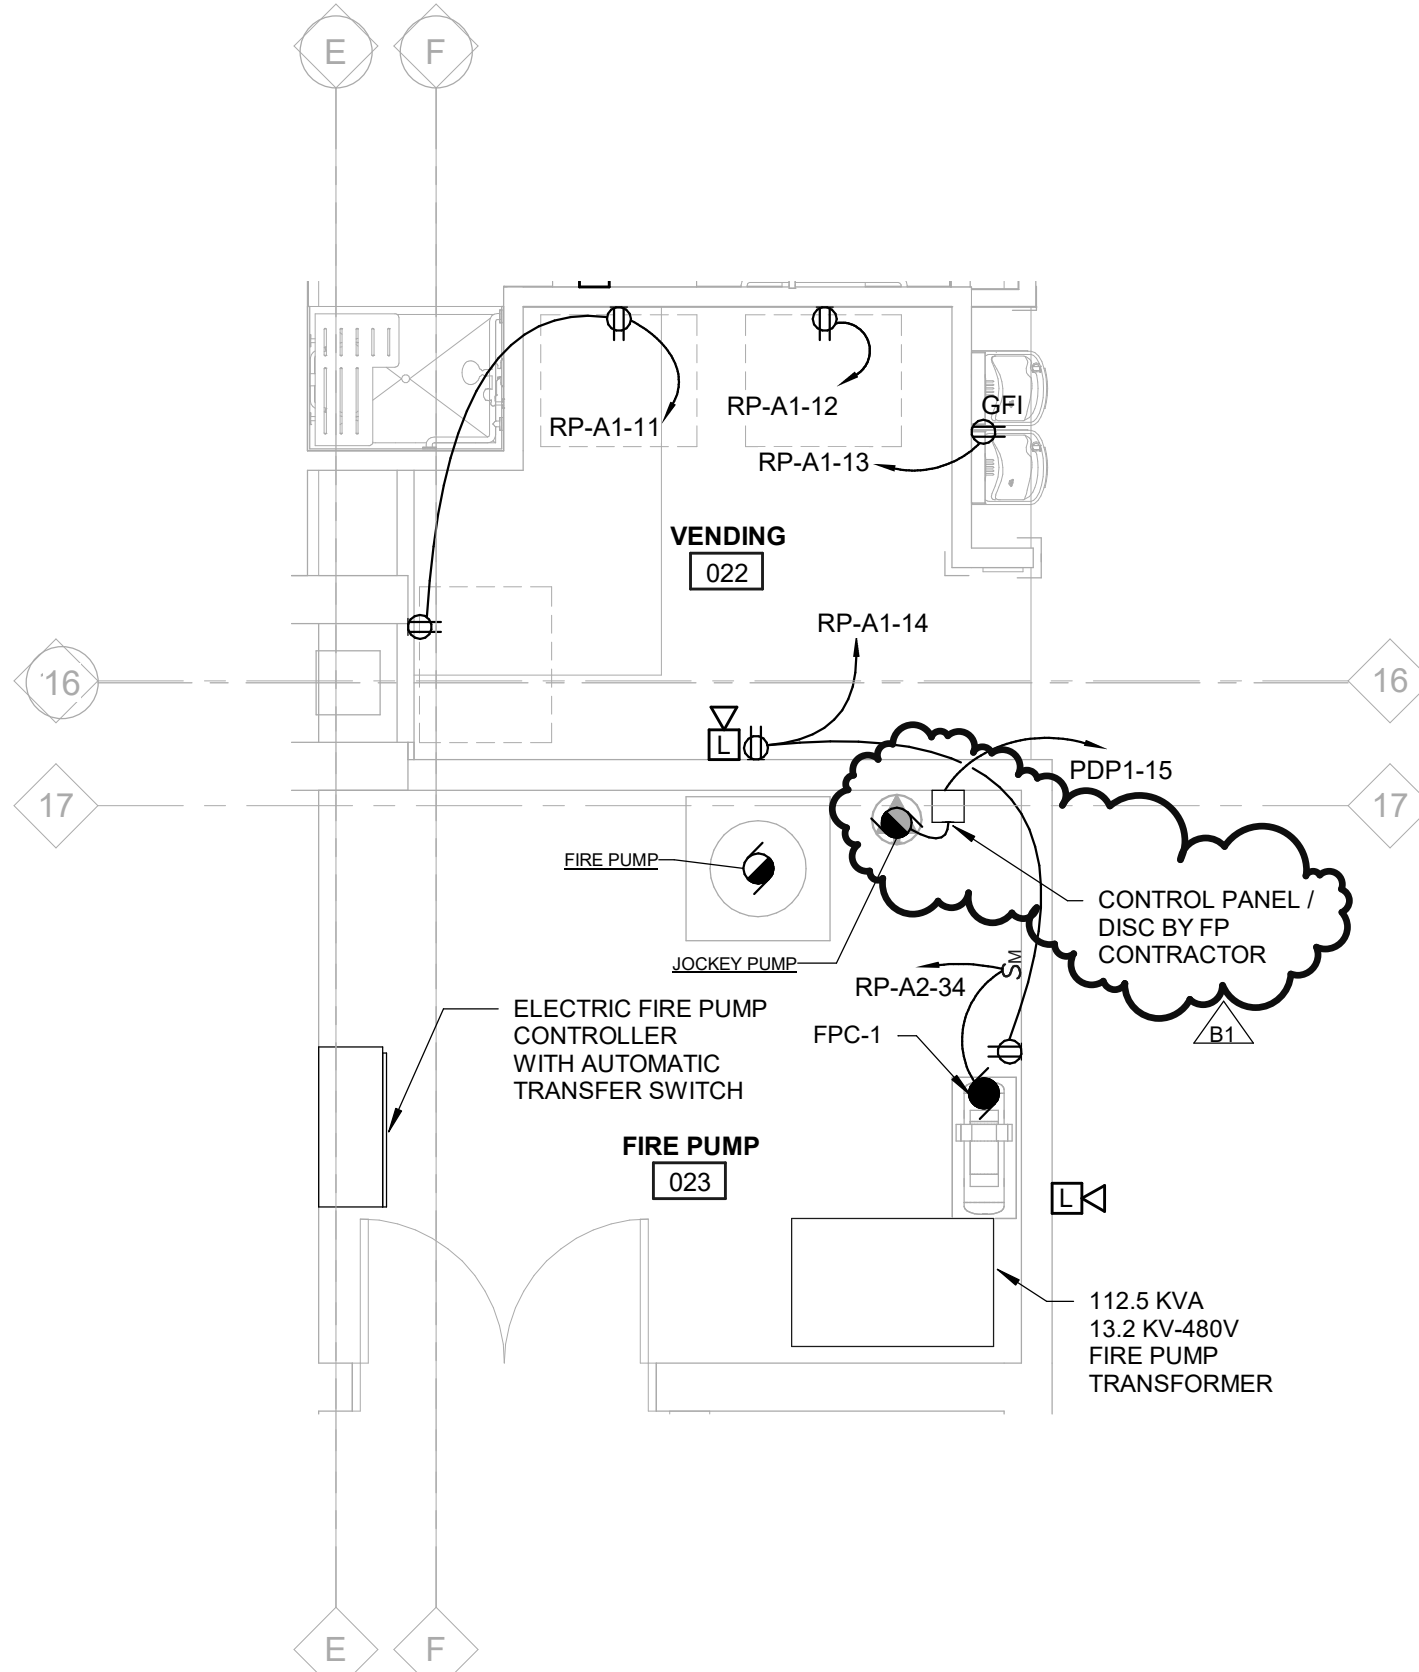 E
F
GFI
RP-A1-12
RP-A1-11
RP-A1-13
VENDING
022
RP-A1-14
16
16
L
PDP1-15
17
17
FIRE PUMP
CONTROL PANEL /
DISC BY FP
CONTRACTOR
JOCKEY PUMP
SM
RP-A2-34
ELECTRIC FIRE PUMP
CONTROLLER
WITH AUTOMATIC
TRANSFER SWITCH
FPC-1
B1
FIRE PUMP
023
L
112.5 KVA
13.2 KV-480V
FIRE PUMP
TRANSFORMER
E
F